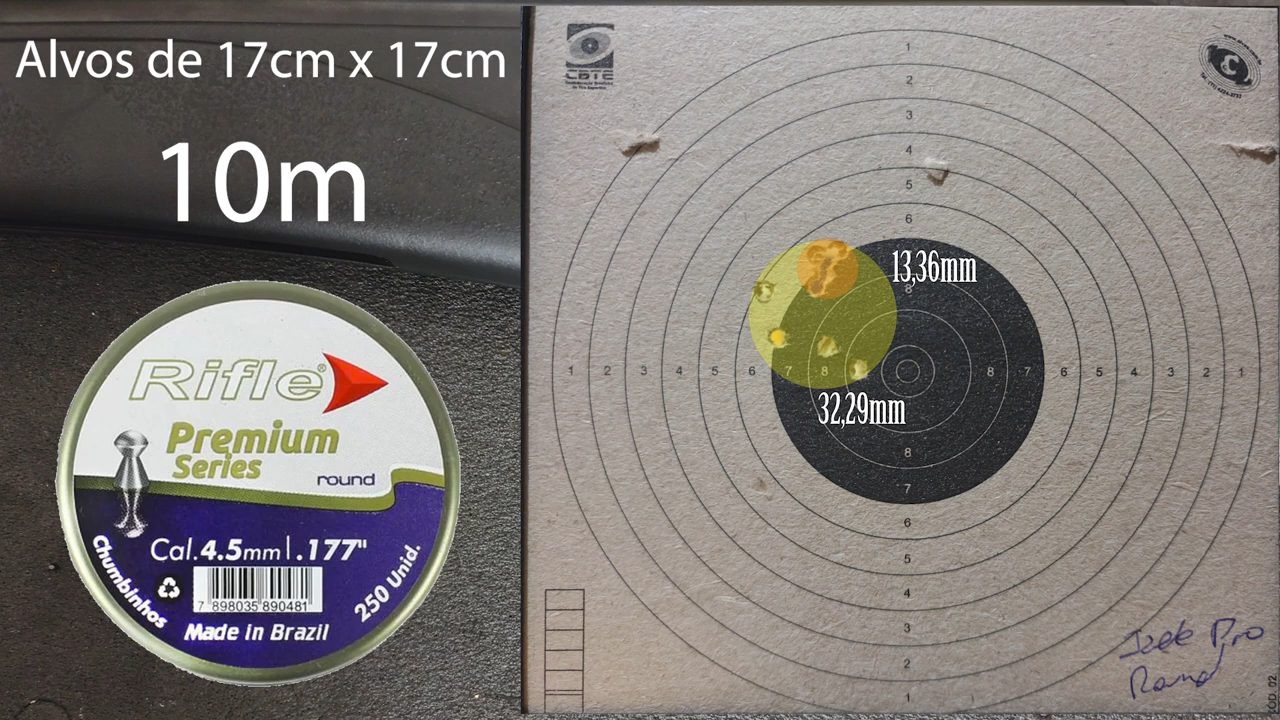 Alvos de 17cm x 17cm
10m
Rifle®
Premium
Series
round
Cal.4.5mm | .177"
Chumbinhos
250 Unid.
7 898035 890481
Made in Brazil
CBTE
C
1
2
3
4
5
6
13,36mm
8
1 2 3 4 5 6 7 8 8 7 6 5 4 3 2 1
32,29mm
8
7
6
5
4
3
2
1
Pro
Round